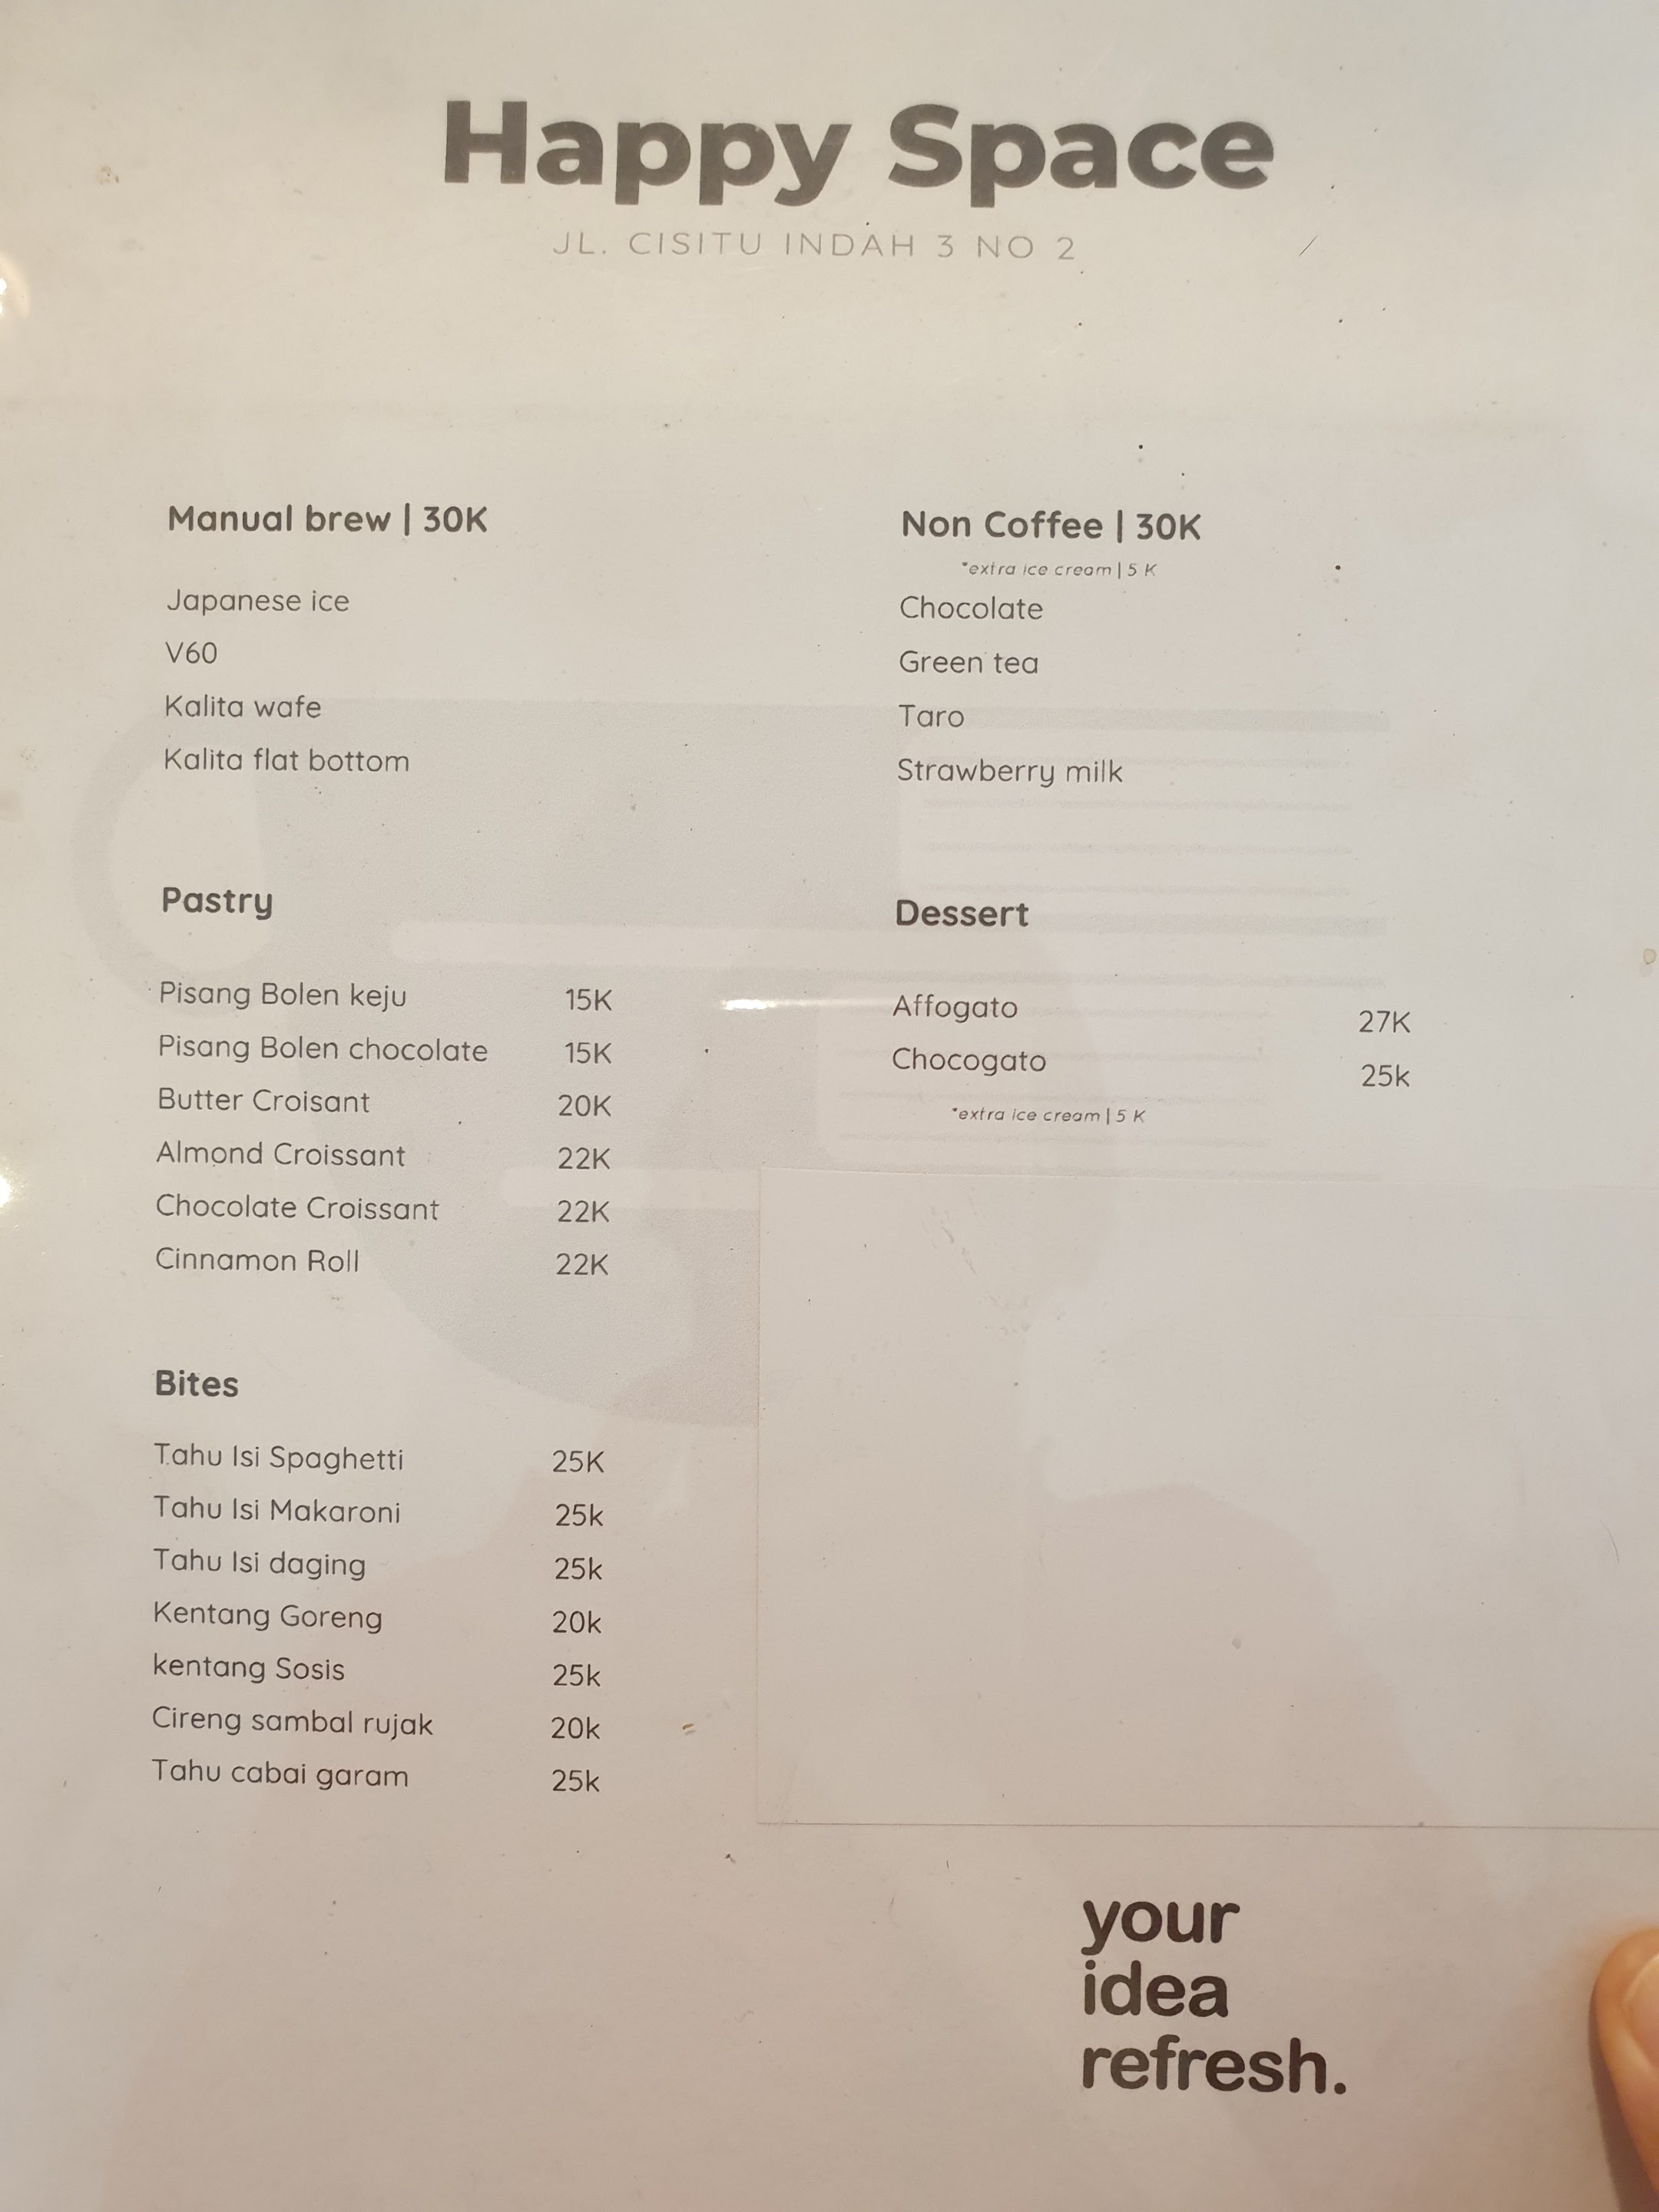 Happy Space
JL. CISITU INDAH 3 NO 2
Manual brew | 30K
Japanese ice
V60
Kalita wafe
Kalita flat bottom
Non Coffee | 30K
*extra ice cream | 5 K
Chocolate
Green tea
Taro
Strawberry milk
Pastry
Pisang Bolen keju 15K
Pisang Bolen chocolate 15K
Butter Croisant 20K
Almond Croissant 22K
Chocolate Croissant 22K
Cinnamon Roll 22K
Dessert
Affogato 27K
Chocogato 25k
*extra ice cream | 5 K
Bites
Tahu Isi Spaghetti 25K
Tahu Isi Makaroni 25k
Tahu Isi daging 25k
Kentang Goreng 20k
kentang Sosis 25k
Cireng sambal rujak 20k
Tahu cabai garam 25k
your
idea
refresh.